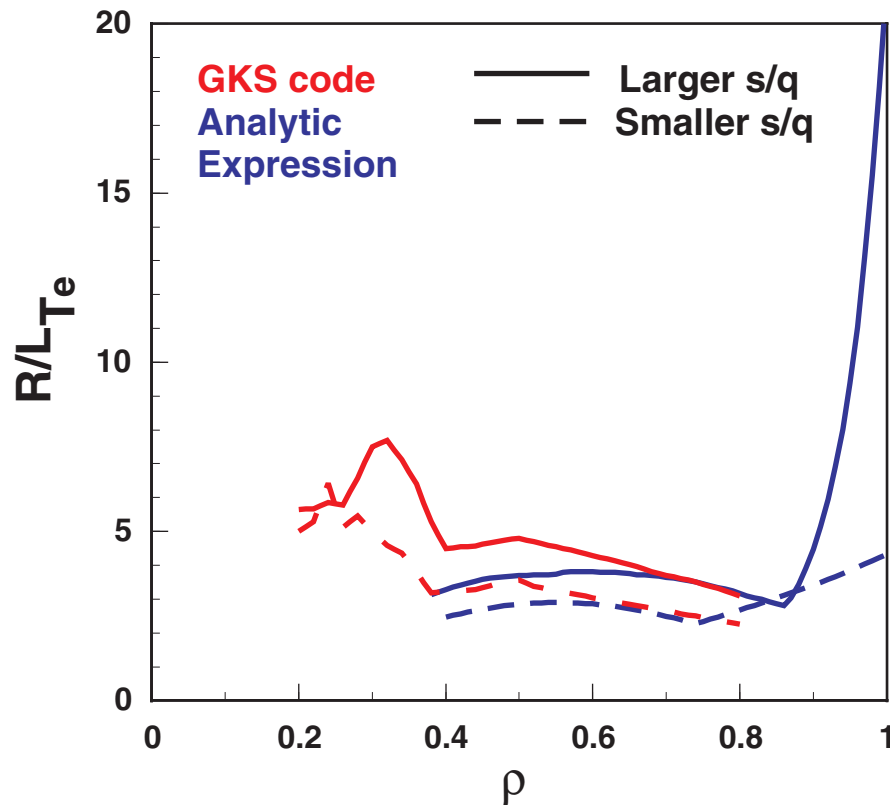 20
15
10
5
0
R/LTe
GKS code
Analytic
Expression
Larger s/q
Smaller s/q
0 0.2 0.4 0.6 0.8 1
ρ